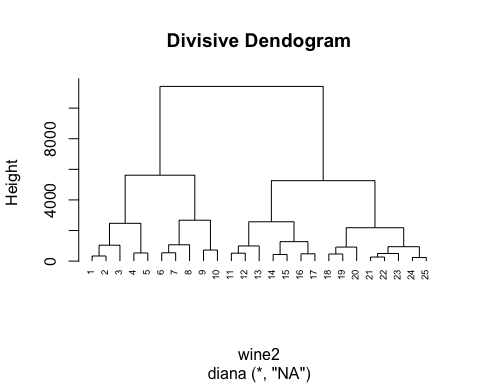 Divisive Dendogram
Height
8000
4000
0
1 2 3 4 5 6 7 8 9 10 11 12 13 14 15 16 17 18 19 20 21 22 23 24 25
wine2
diana (*, "NA")